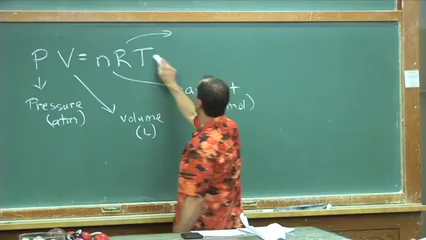 PV = nRT
Pressure
(atm)
volume
(L)